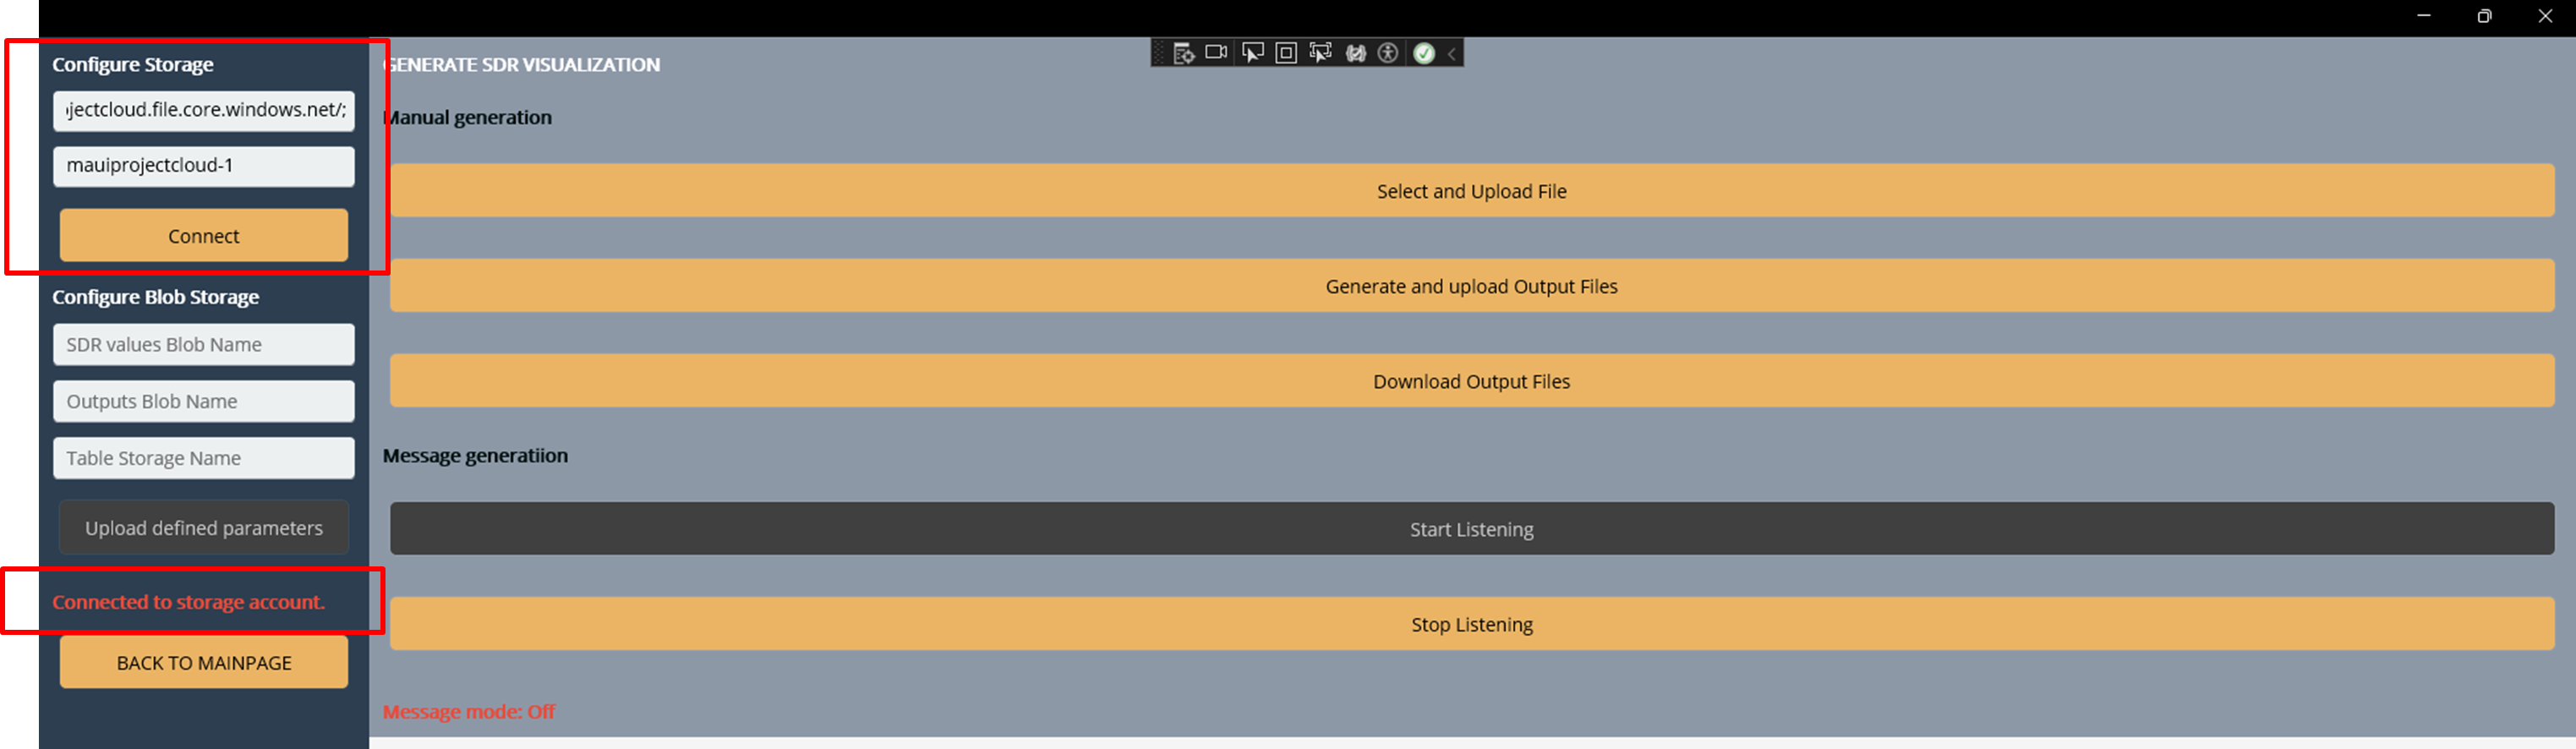 Configure Storage
jectcloud.file.core.windows.net/;
mauiprojectcloud-1
Connect
Configure Blob Storage
SDR values Blob Name
Outputs Blob Name
Table Storage Name
Upload defined parameters
Connected to storage account.
BACK TO MAINPAGE
GENERATE SDR VISUALIZATION
Manual generation
Select and Upload File
Generate and upload Output Files
Download Output Files
Message generatiion
Start Listening
Stop Listening
Message mode: Off